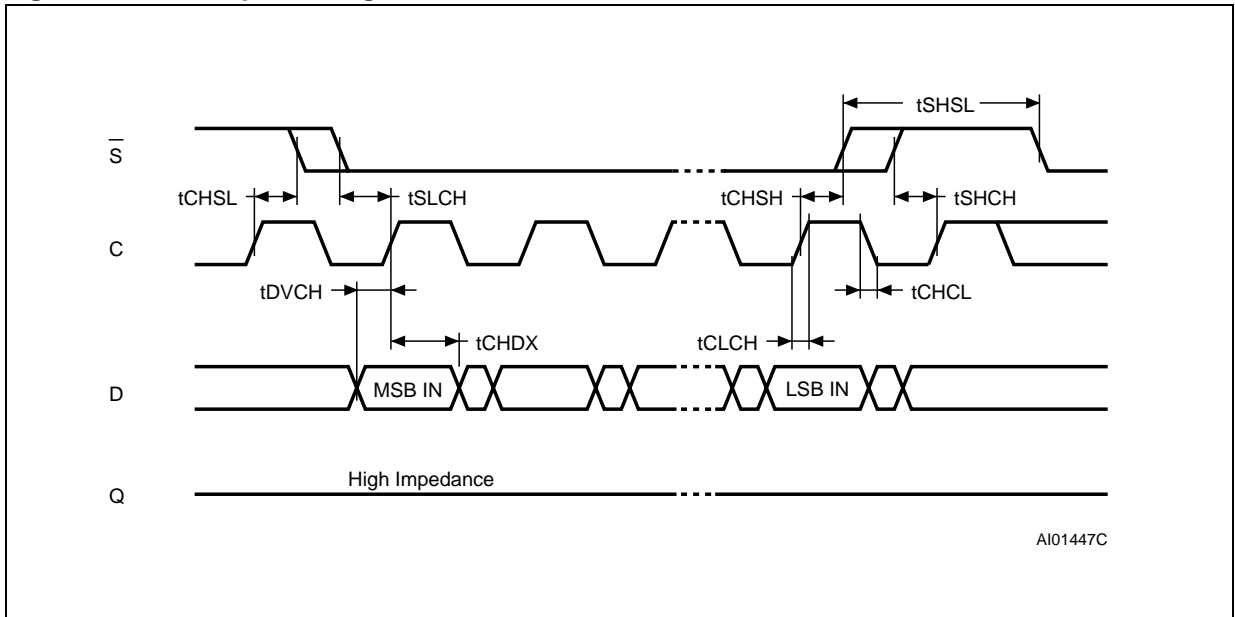 tSHSL
S
tCHSL
tSLCH
tCHSH
tSHCH
C
tDVCH
tCHCL
tCHDX
tCLCH
D
MSB IN
LSB IN
High Impedance
Q
AI01447C